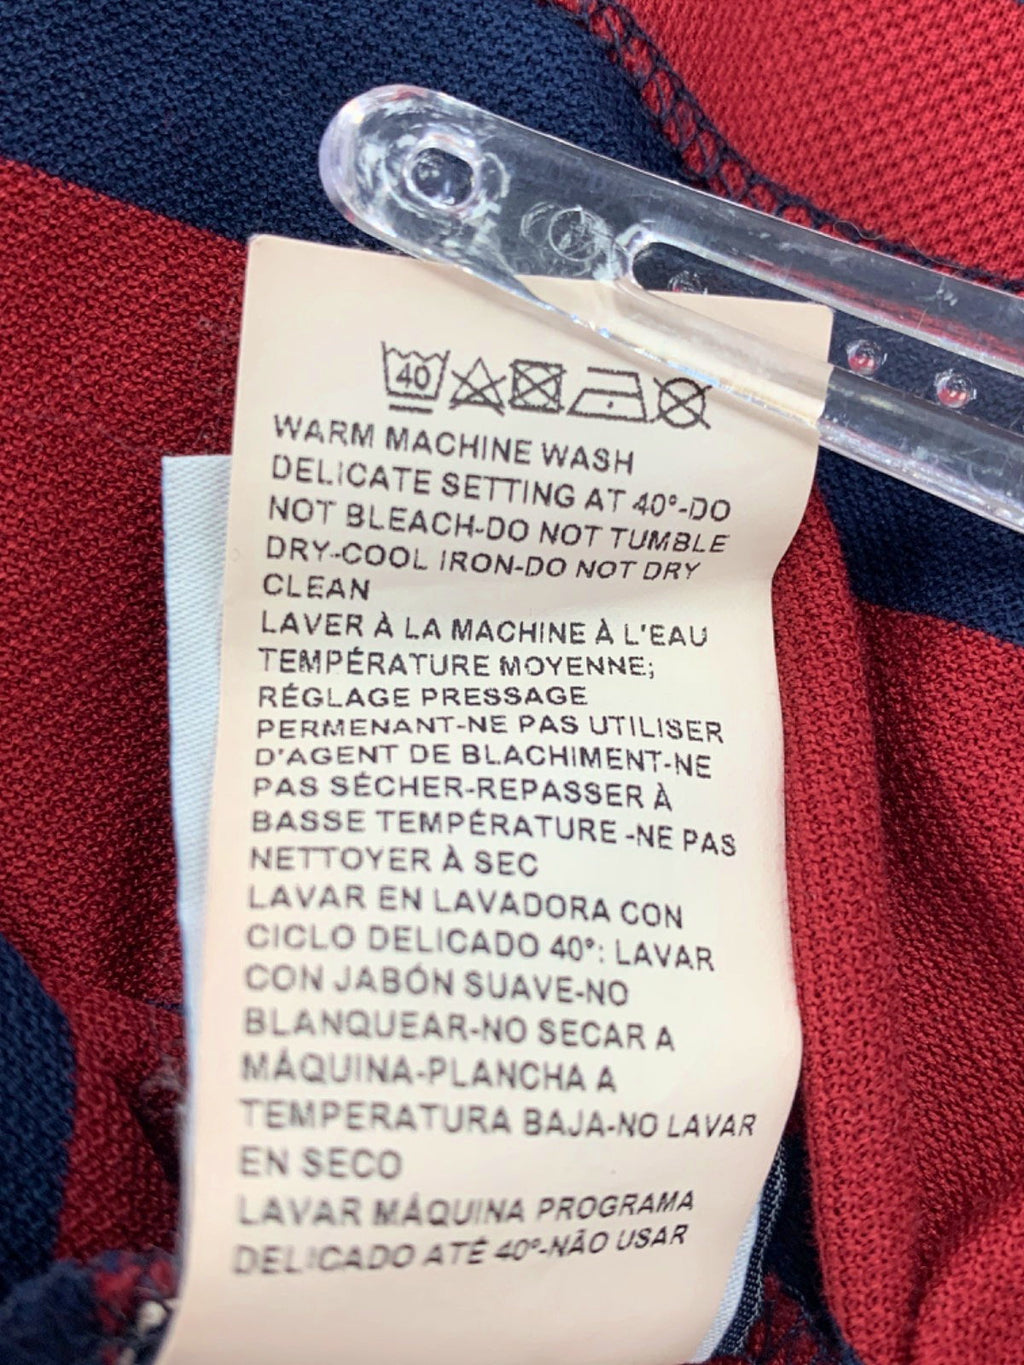 40
WARM MACHINE WASH
DELICATE SETTING AT 40°-DO
NOT BLEACH-DO NOT TUMBLE
DRY-COOL IRON-DO NOT DRY
CLEAN
LAVER À LA MACHINE À L'EAU
TEMPÉRATURE MOYENNE;
RÉGLAGE PRESSAGE
PERMENANT-NE PAS UTILISER
D'AGENT DE BLACHIMENT-NE
PAS SÉCHER-REPASSER À
BASSE TEMPÉRATURE -NE PAS
NETTOYER À SEC
LAVAR EN LAVADORA CON
CICLO DELICADO 40°: LAVAR
CON JABÓN SUAVE-NO
BLANQUEAR-NO SECAR A
MÁQUINA-PLANCHA A
TEMPERATURA BAJA-NO LAVAR
EN SECO
LAVAR MÁQUINA PROGRAMA
DELICADO ATÉ 40°-NÃO USAR